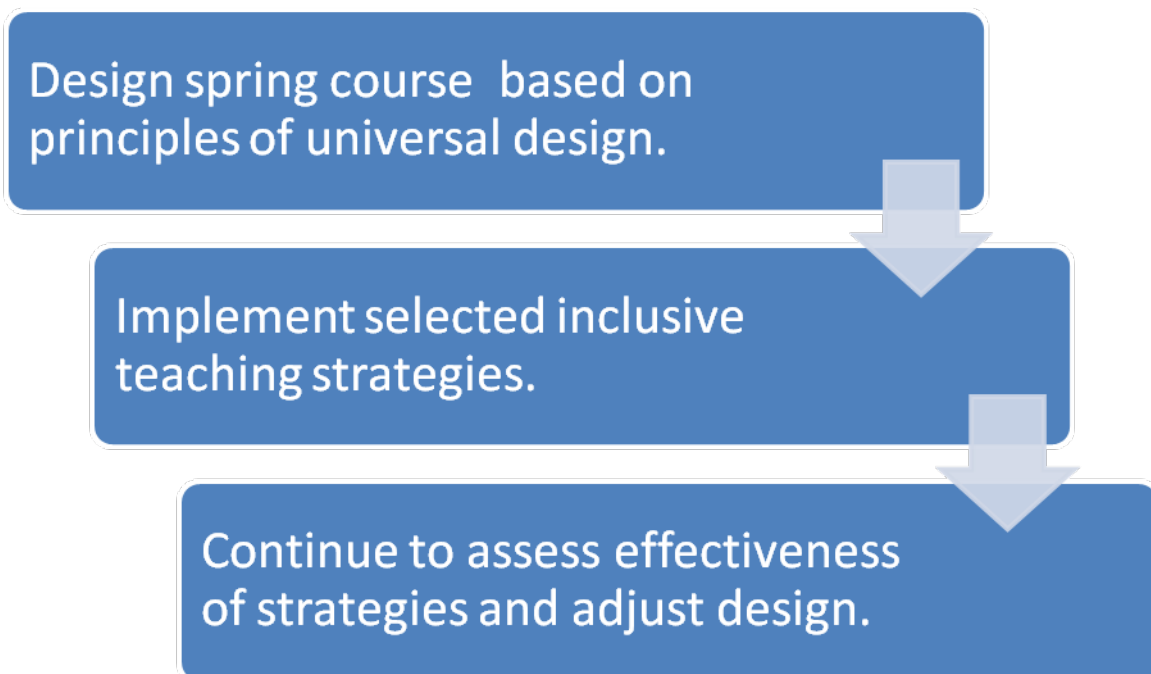 Design spring course  based on
principles of universal design.
Implement selected inclusive
teaching strategies.
Continue to assess effectiveness
of strategies and adjust design.